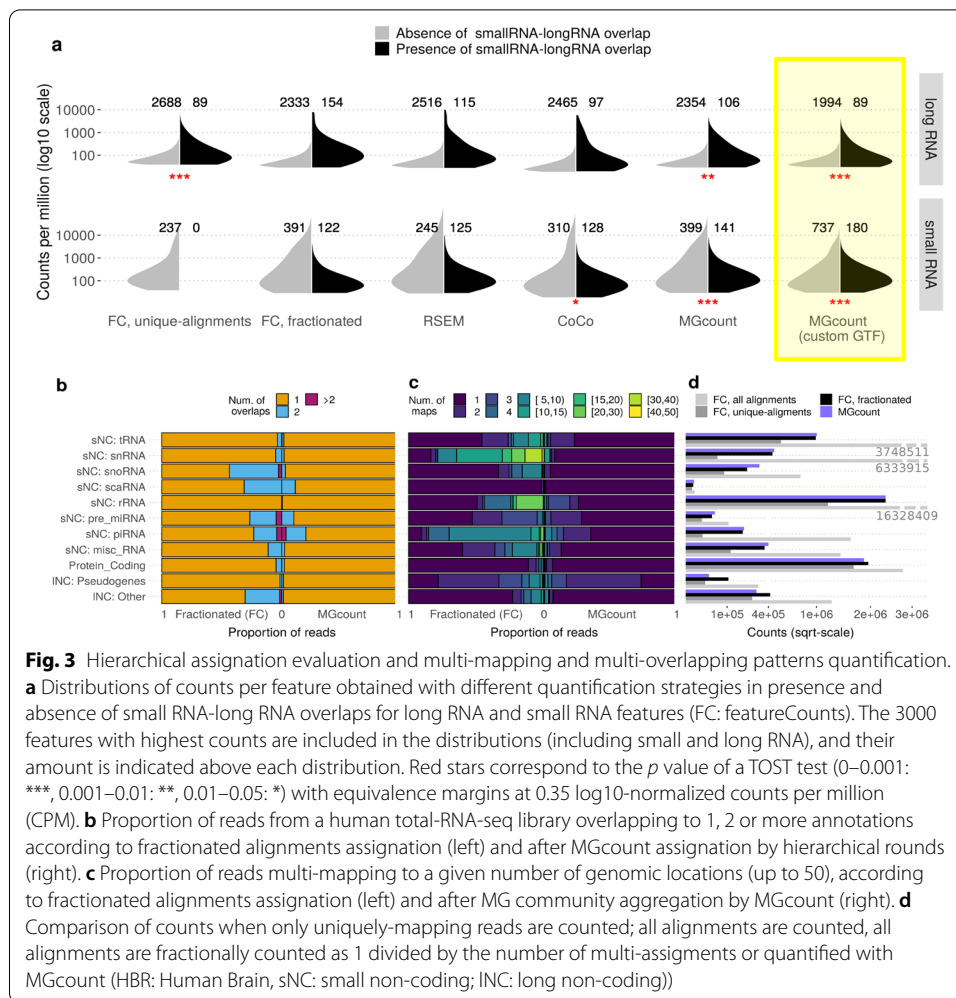 a
Absence of smallRNA-longRNA overlap
Presence of smallRNA-longRNA overlap
Counts per million (log10 scale)
10000
1000
100
2688 89
2333 154
2516 115
2465 97
2354 106
1994 89
long RNA
***
**
***
10000
1000
100
237 0
391 122
245 125
310 128
399 141
737 180
small RNA
*
***
***
FC, unique-alignments
FC, fractionated
RSEM
CoCo
MGcount
MGcount
(custom GTF)
b
Num. of
overlaps
1
2
>2
c
Num. of
maps
1
2
3
4
[ 5,10)
[10,15)
[15,20)
[20,30)
[30,40)
[40,50)
d
FC, all alignments
FC, unique-aligments
FC, fractionated
MGcount
sNC: tRNA
sNC: snRNA
sNC: snoRNA
sNC: scaRNA
sNC: rRNA
sNC: pre_miRNA
sNC: piRNA
sNC: misc_RNA
Protein_Coding
lNC: Pseudogenes
lNC: Other
3748511
6333915
16328409
Fractionated (FC)
MGcount
1 0 1
Proportion of reads
Fractionated (FC)
MGcount
1 0 1
Proportion of reads
1e+05 4e+05 2e+06 3e+06
Counts (sqrt-scale)
Fig. 3 Hierarchical assignation evaluation and multi-mapping and multi-overlapping patterns quantification.
a Distributions of counts per feature obtained with different quantification strategies in presence and
absence of small RNA-long RNA overlaps for long RNA and small RNA features (FC: featureCounts). The 3000
features with highest counts are included in the distributions (including small and long RNA), and their
amount is indicated above each distribution. Red stars correspond to the p value of a TOST test (0–0.001:
***, 0.001–0.01: **, 0.01–0.05: *) with equivalence margins at 0.35 log10-normalized counts per million
(CPM). b Proportion of reads from a human total-RNA-seq library overlapping to 1, 2 or more annotations
according to fractionated alignments assignation (left) and after MGcount assignation by hierarchical rounds
(right). c Proportion of reads multi-mapping to a given number of genomic locations (up to 50), according
to fractionated alignments assignation (left) and after MG community aggregation by MGcount (right). d
Comparison of counts when only uniquely-mapping reads are counted; all alignments are counted, all
alignments are fractionally counted as 1 divided by the number of multi-assigments or quantified with
MGcount (HBR: Human Brain, sNC: small non-coding; lNC: long non-coding))